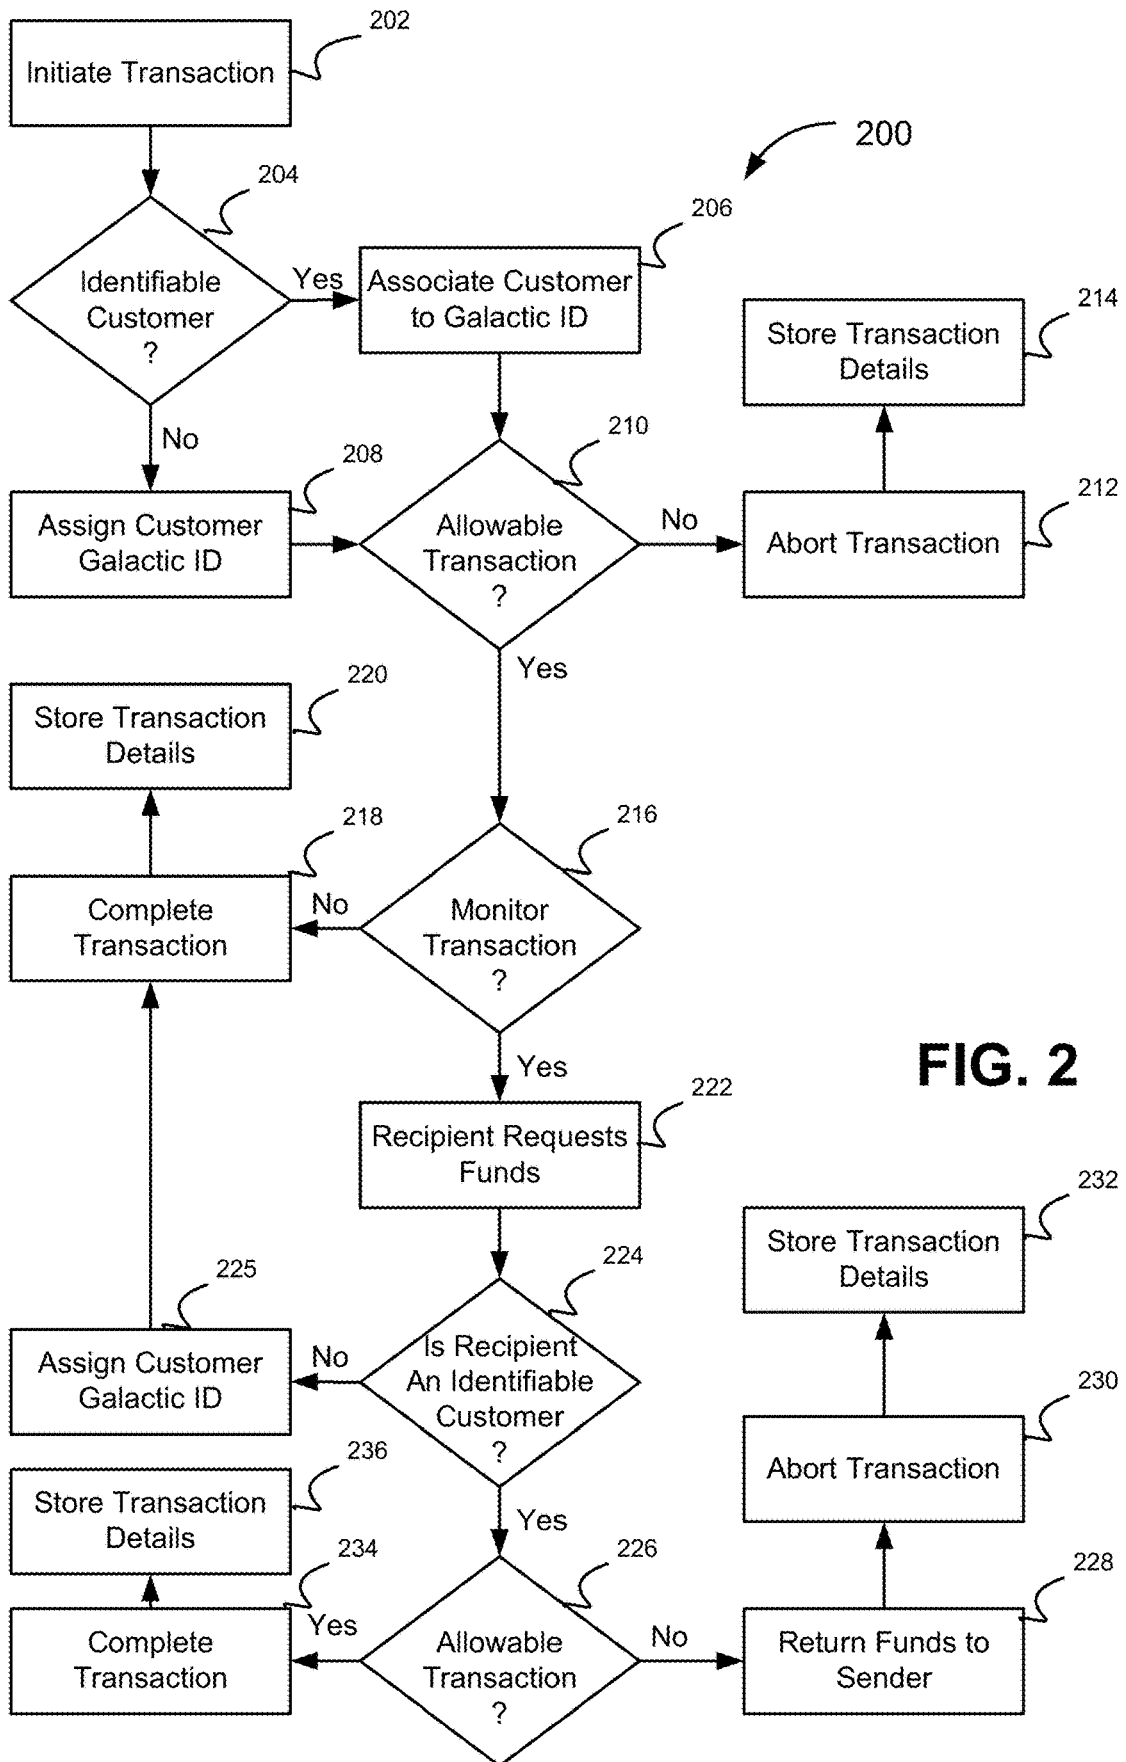 202
Initiate Transaction
200
204
206
Identifiable
Customer
?
Yes
Associate Customer
to Galactic ID
214
Store Transaction
Details
No
210
208
Assign Customer
Galactic ID
Allowable
Transaction
?
No
212
Abort Transaction
Yes
220
Store Transaction
Details
218
216
Complete
Transaction
No
Monitor
Transaction
?
Yes
FIG. 2
222
Recipient Requests
Funds
232
Store Transaction
Details
224
225
Assign Customer
Galactic ID
No
Is Recipient
An Identifiable
Customer
?
230
Abort Transaction
236
Store Transaction
Details
Yes
234
226
228
Complete
Transaction
Yes
Allowable
Transaction
?
No
Return Funds to
Sender